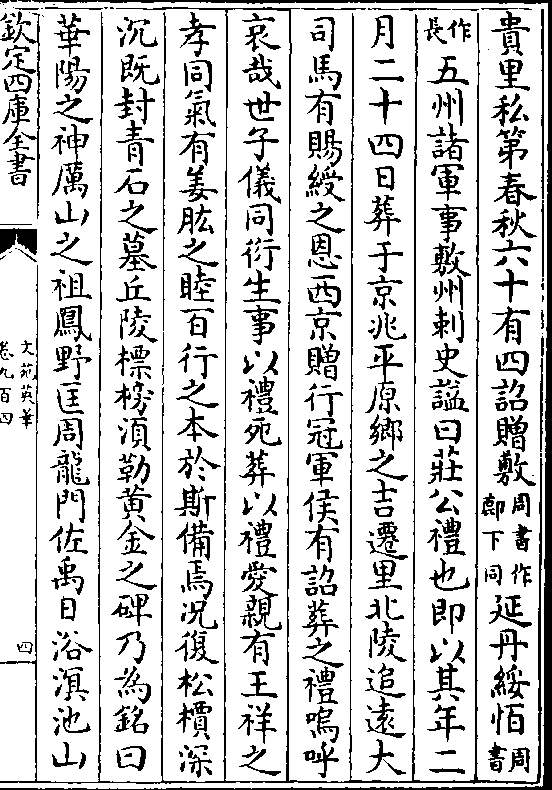 貴里私第春秋六十有四詔贈敷周書作鄜下同延丹綏恒周書
作長五州諸軍事敷州刺史諡曰莊公禮也即以其年二
月二十四日葬于京兆平原鄉之吉遷里北陵追遠大
司馬有賜綬之恩西京贈行冠軍侯有詔葬之禮嗚呼
哀哉世子儀同衍生事以禮死葬以禮愛親有王祥之
孝同氣有姜肱之睦百行之本於斯備焉況復松檟深
沉既封青石之墓丘陵標榜須勒黃金之碑乃為銘曰
華陽之神厲山之祖鳳野匡周龍門佐禹日浴滇池山
欽定四庫全書
文苑英華
卷九百四
四